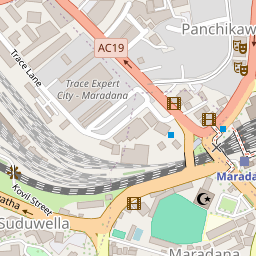 Panchikaw
AC19
Trace Lane
Trace Expert
City - Maradana
Kovil Street
atha
Suduwella
Marada
Maradana